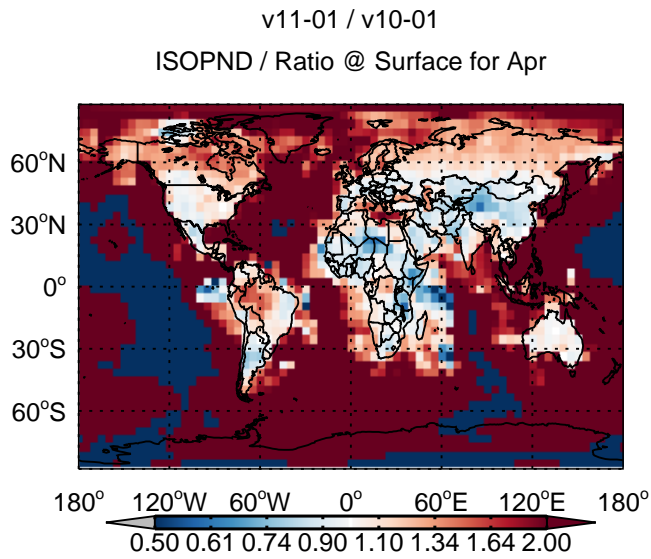 v11-01 / v10-01
ISOPND / Ratio @ Surface for Apr
60°N
30°N
0°
30°S
60°S
180° 120°W 60°W 0° 60°E 120°E 180°
0.50 0.61 0.74 0.90 1.10 1.34 1.64 2.00